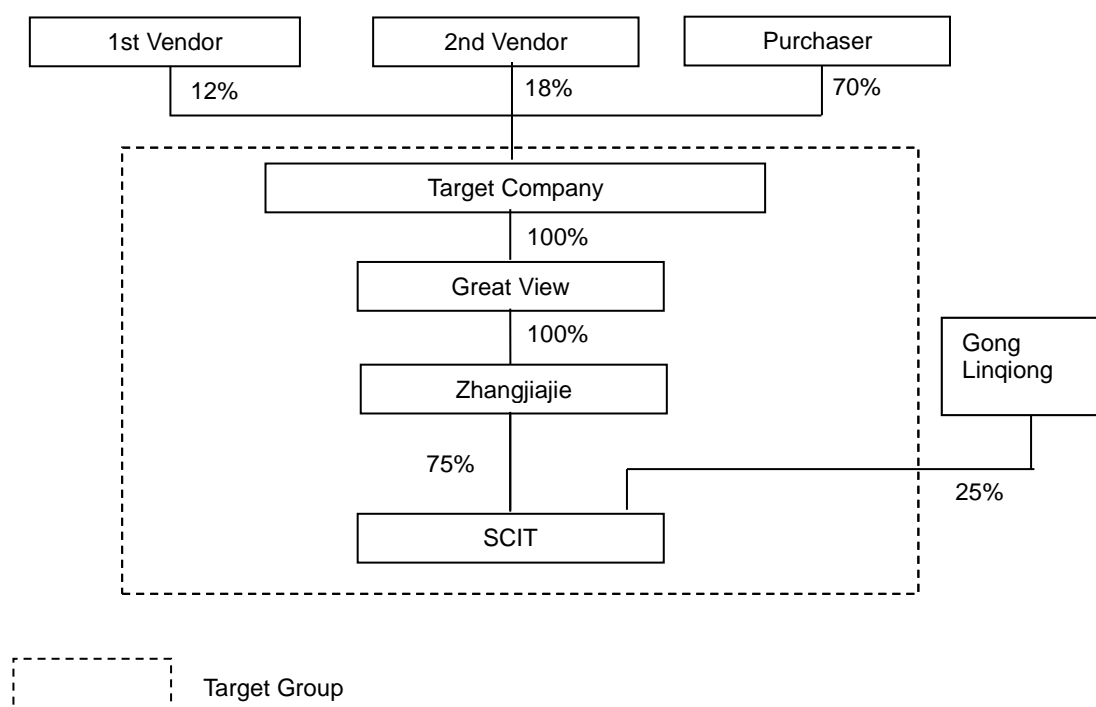 1st Vendor
2nd Vendor
Purchaser
12%
18%
70%
Target Company
100%
Great View
100%
Gong
Linqiong
Zhangjiajie
75%
25%
SCIT
Target Group